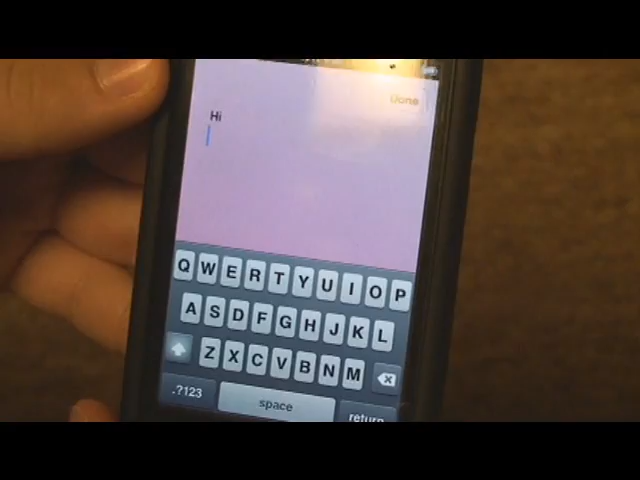 Done
Hi
Q W E R T Y U I O P
A S D F G H J K L
Z X C V B N M
.?123 space return